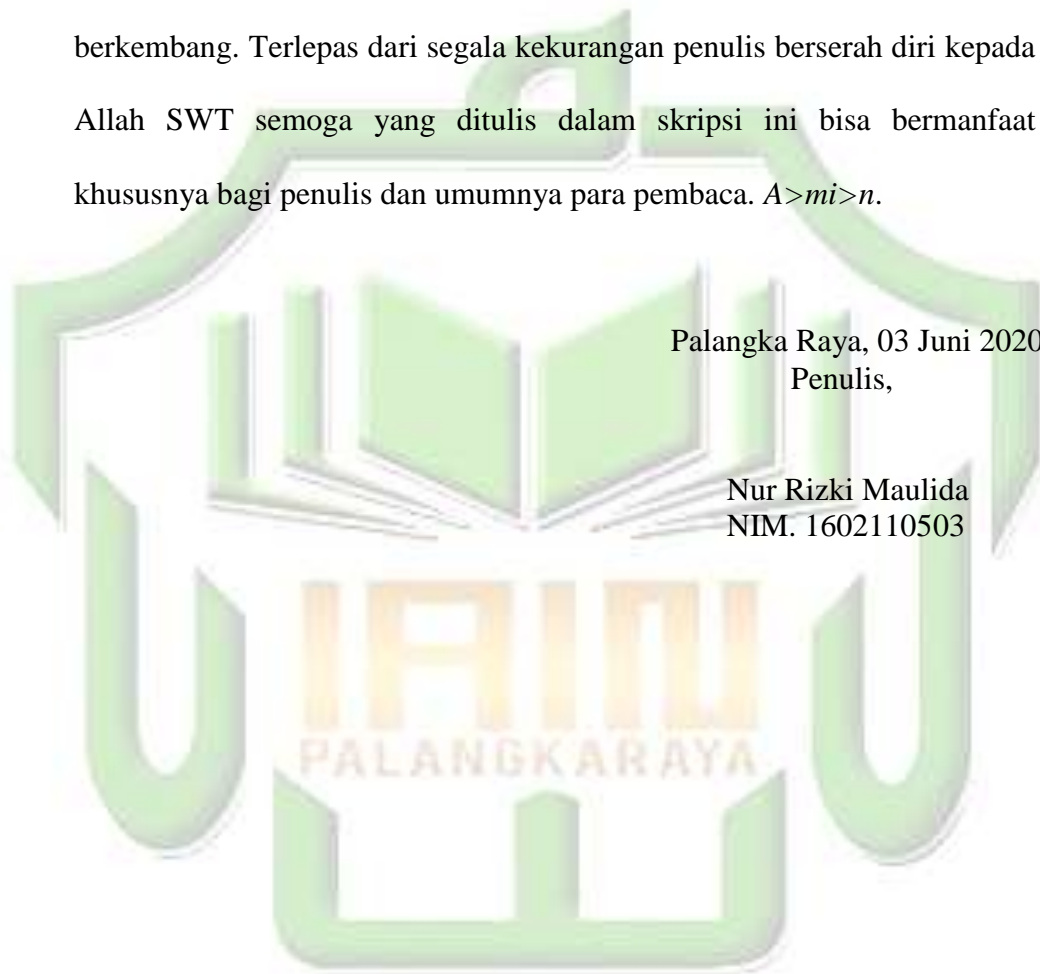 berkembang. Terlepas dari segala kekurangan penulis berserah diri kepada
Allah SWT semoga yang ditulis dalam skripsi ini bisa bermanfaat
khususnya bagi penulis dan umumnya para pembaca. A>mi>n.
Palangka Raya, 03 Juni 2020
Penulis,
Nur Rizki Maulida
NIM. 1602110503
IAIN
PALANGKARAYA